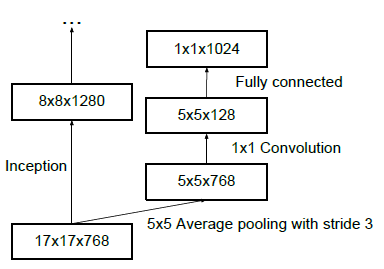 ...
1x1x1024
Fully connected
8x8x1280
5x5x128
1x1 Convolution
Inception
5x5x768
5x5 Average pooling with stride 3
17x17x768